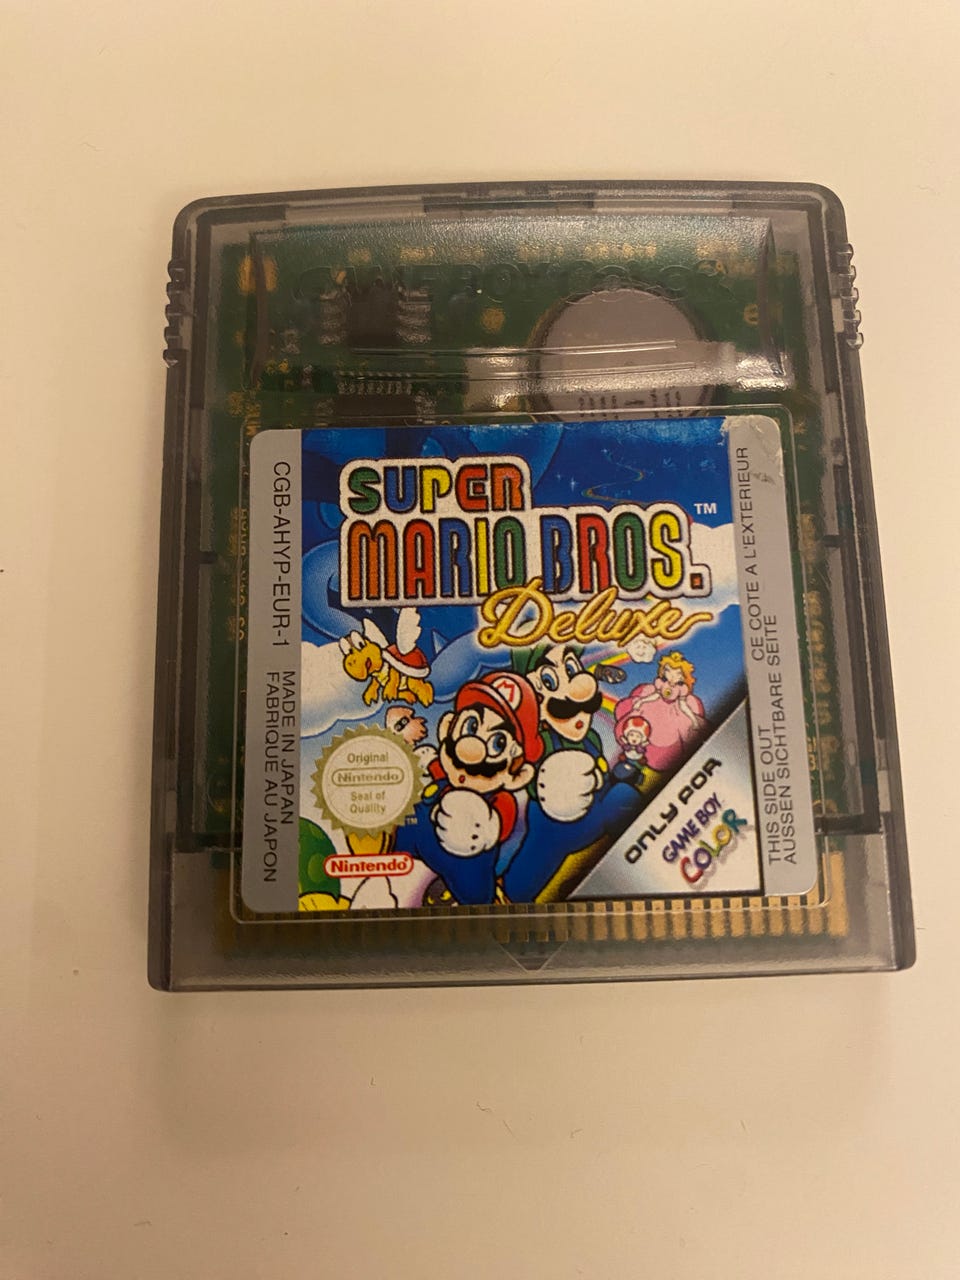 GAME BOY COLOR
SUPER
MARIO BROS.
TM
Deluxe
CGB-AHYP-EUR-1
MADE IN JAPAN
FABRIQUE AU JAPON
Original
Nintendo
Seal of
Quality
TM
Nintendo
ONLY FOR
GAME BOY
COLOR
CE COTE A L'EXTERIEUR
THIS SIDE OUT
AUSSEN SICHTBARE SEITE